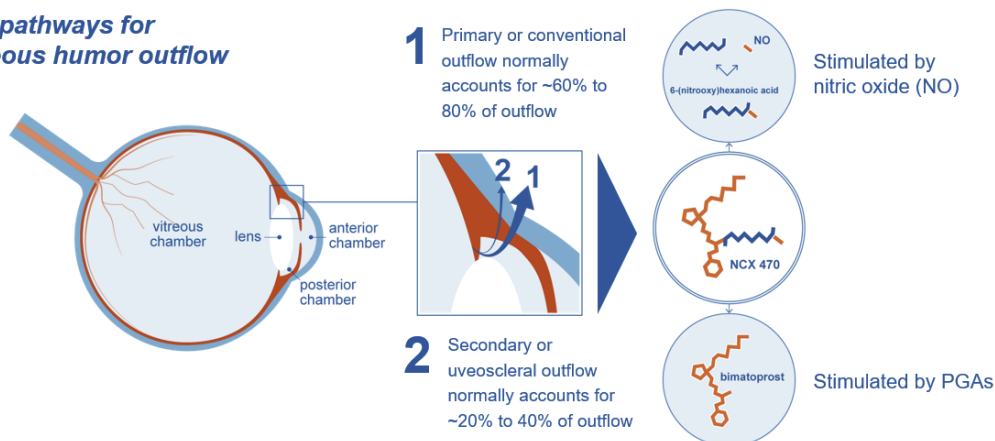 pathways for
ous humor outflow
1
Primary or conventional
outflow normally
accounts for ~60% to
80% of outflow
NO
6-(nitrooxy)hexanoic acid
Stimulated by
nitric oxide (NO)
vitreous
chamber
lens
anterior
chamber
posterior
chamber
2
1
NCX 470
2
Secondary or
uveoscleral outflow
normally accounts for
~20% to 40% of outflow
bimatoprost
Stimulated by PGAs